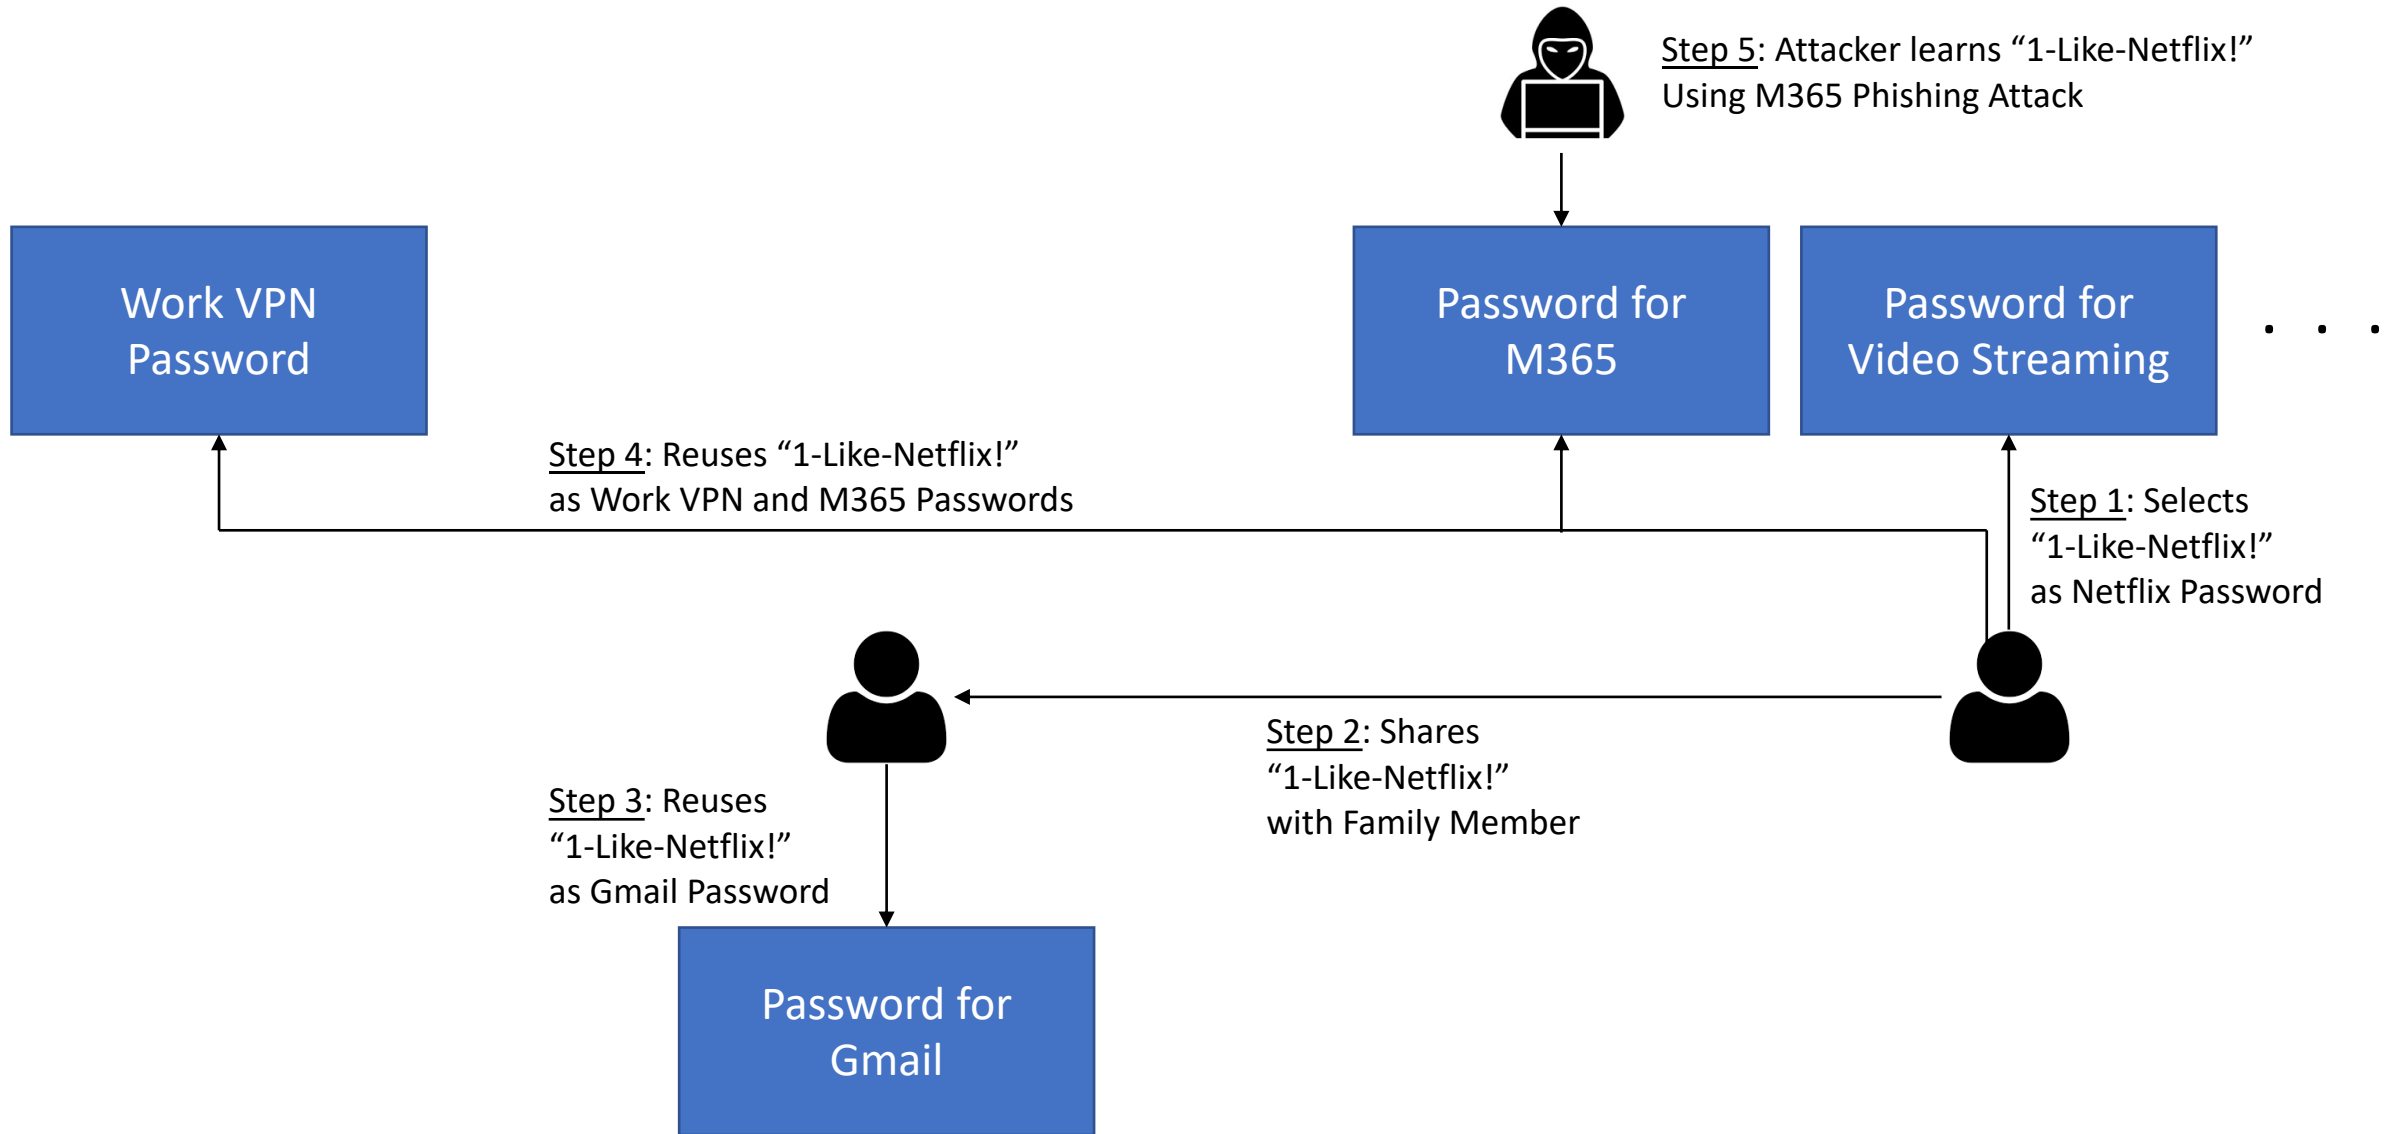 Step 5: Attacker learns “1-Like-Netflix!”
Using M365 Phishing Attack
Work VPN
Password
Password for
M365
Password for
Video Streaming
. . .
Step 4: Reuses “1-Like-Netflix!”
as Work VPN and M365 Passwords
Step 1: Selects
“1-Like-Netflix!”
as Netflix Password
Step 2: Shares
“1-Like-Netflix!”
with Family Member
Step 3: Reuses
“1-Like-Netflix!”
as Gmail Password
Password for
Gmail